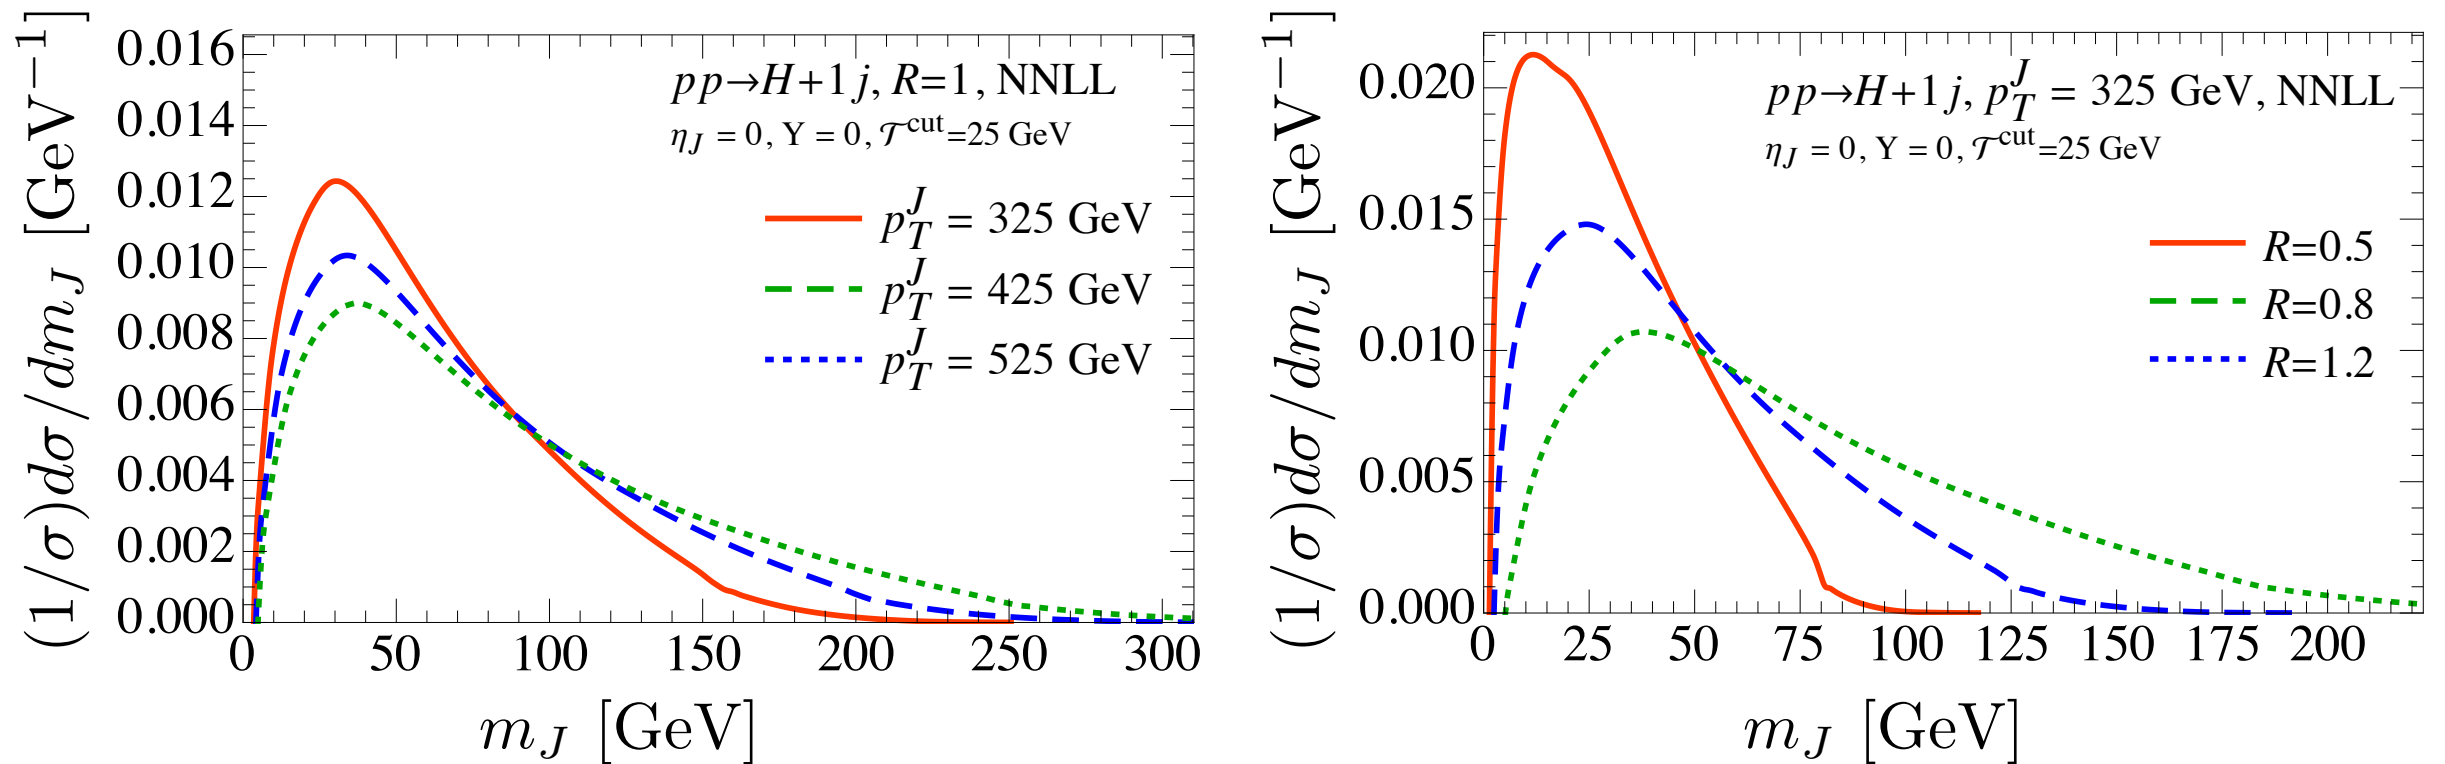 (1/σ)dσ/dm_J [GeV⁻¹]
0.016
0.014
0.012
0.010
0.008
0.006
0.004
0.002
0.000
pp→H+1j, R=1, NNLL
η_J = 0, Y = 0, 𝒯^cut=25 GeV
p_T^J = 325 GeV
p_T^J = 425 GeV
p_T^J = 525 GeV
0 50 100 150 200 250 300
m_J [GeV]
(1/σ)dσ/dm_J [GeV⁻¹]
0.020
0.015
0.010
0.005
0.000
pp→H+1j, p_T^J = 325 GeV, NNLL
η_J = 0, Y = 0, 𝒯^cut=25 GeV
R=0.5
R=0.8
R=1.2
0 25 50 75 100 125 150 175 200
m_J [GeV]